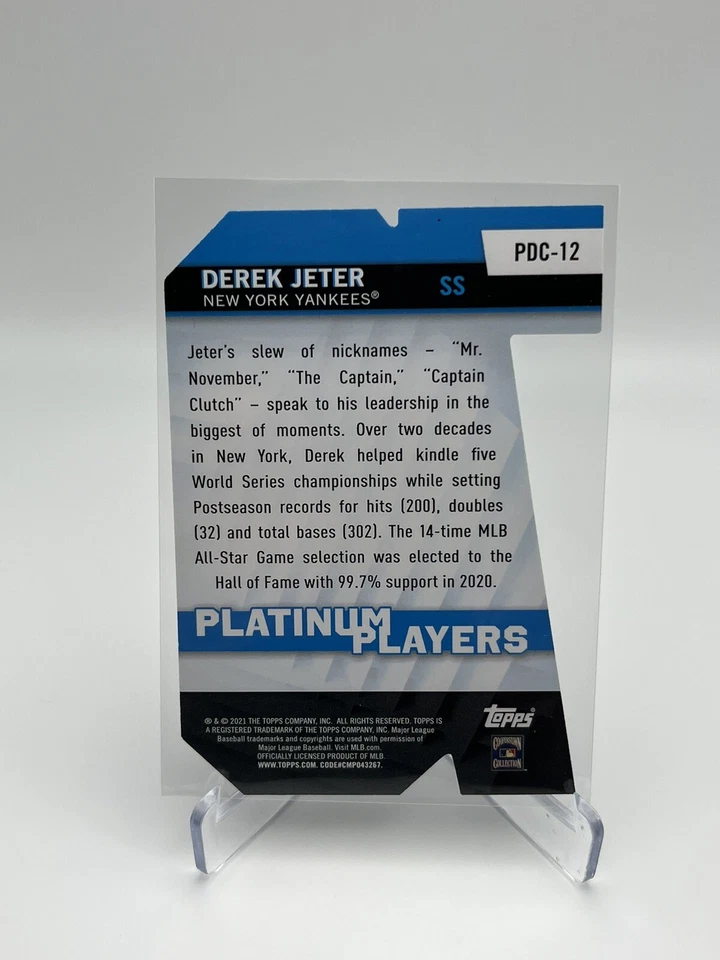 PDC-12
DEREK JETER
NEW YORK YANKEES®
SS
Jeter's slew of nicknames – "Mr.
November," "The Captain," "Captain
Clutch" – speak to his leadership in the
biggest of moments. Over two decades
in New York, Derek helped kindle five
World Series championships while setting
Postseason records for hits (200), doubles
(32) and total bases (302). The 14-time MLB
All-Star Game selection was elected to the
Hall of Fame with 99.7% support in 2020.
PLATINUM
PLAYERS
® & © 2021 THE TOPPS COMPANY, INC. ALL RIGHTS RESERVED. TOPPS IS
A REGISTERED TRADEMARK OF THE TOPPS COMPANY, INC. Major League
Baseball trademarks and copyrights are used with permission of
Major League Baseball. Visit MLB.com.
OFFICIALLY LICENSED PRODUCT OF MLB.
WWW.TOPPS.COM. CODE#CMP043267.
Topps®
COOPERSTOWN
COLLECTION